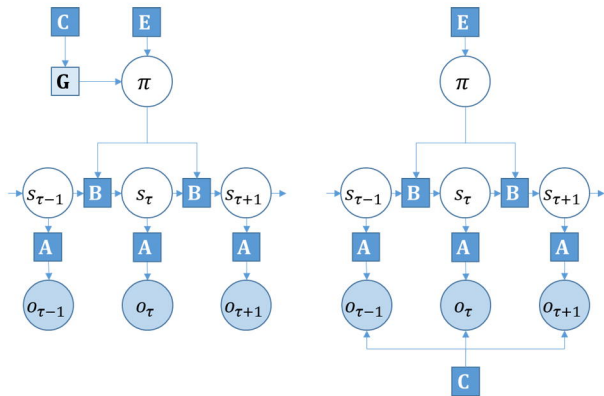 C E E
G π π
s_{τ−1} B s_τ B s_{τ+1} s_{τ−1} B s_τ B s_{τ+1}
A A A A A A
o_{τ−1} o_τ o_{τ+1} o_{τ−1} o_τ o_{τ+1}
C